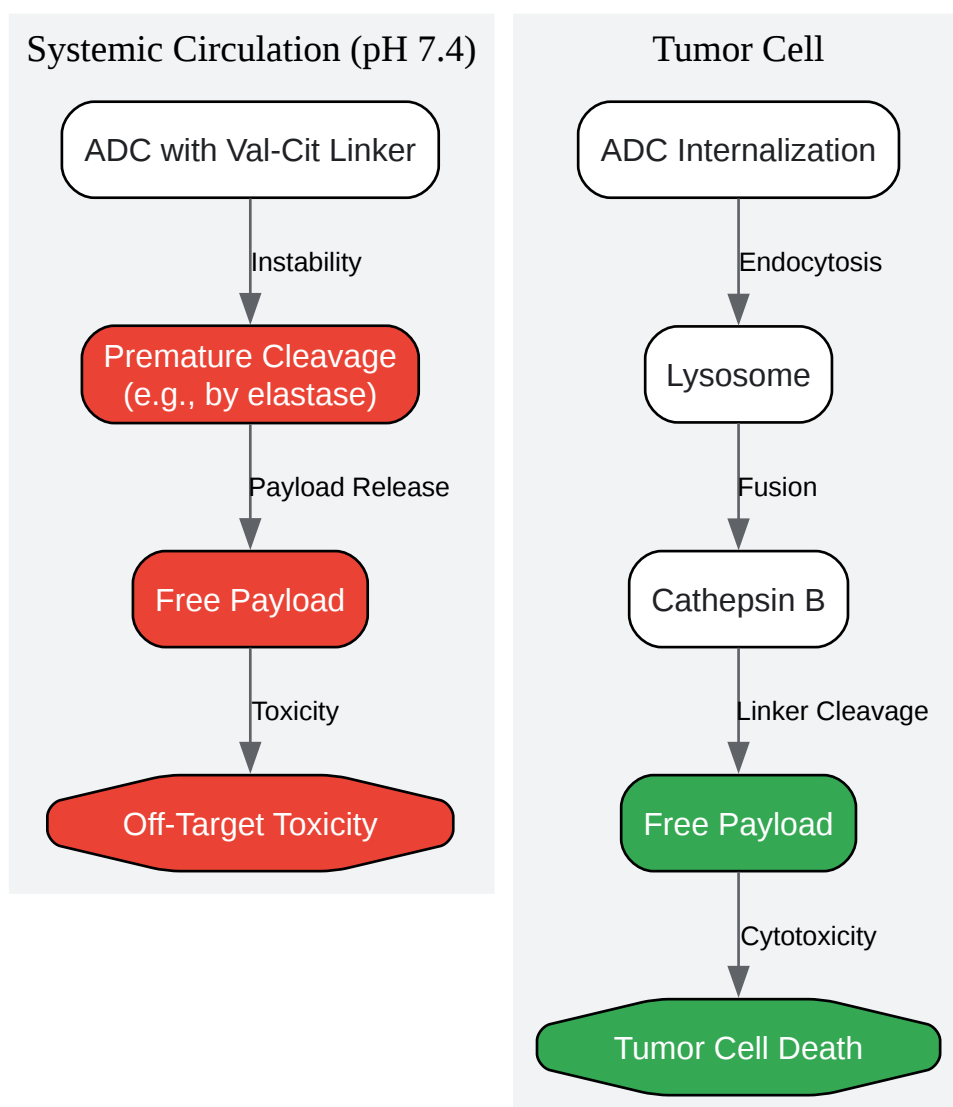 Systemic Circulation (pH 7.4)
ADC with Val-Cit Linker
Instability
Premature Cleavage
(e.g., by elastase)
Payload Release
Free Payload
Toxicity
Off-Target Toxicity
Tumor Cell
ADC Internalization
Endocytosis
Lysosome
Fusion
Cathepsin B
Linker Cleavage
Free Payload
Cytotoxicity
Tumor Cell Death